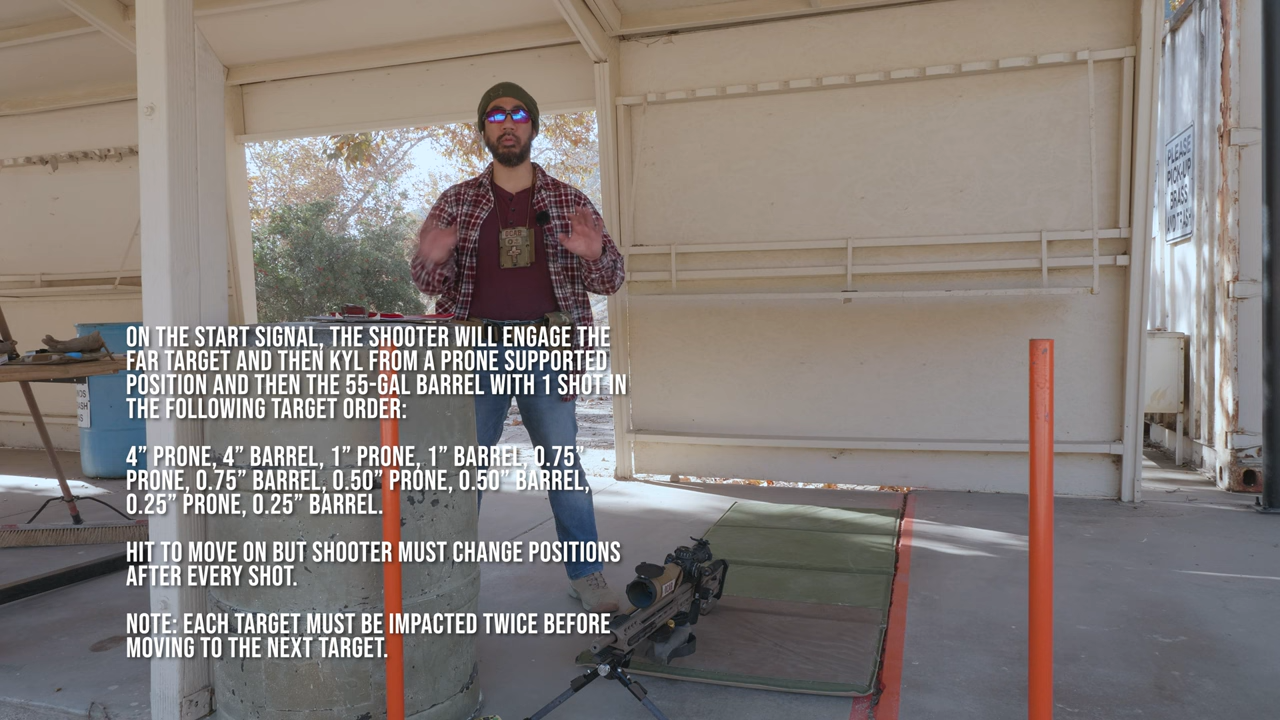 ON THE START SIGNAL, THE SHOOTER WILL ENGAGE THE
FAR TARGET AND THEN KYL FROM A PRONE SUPPORTED
POSITION AND THEN THE 55-GAL BARREL WITH 1 SHOT IN
THE FOLLOWING TARGET ORDER:
4” PRONE, 4” BARREL, 1” PRONE, 1” BARREL, 0.75”
PRONE, 0.75” BARREL, 0.50” PRONE, 0.50” BARREL,
0.25” PRONE, 0.25” BARREL.
HIT TO MOVE ON BUT SHOOTER MUST CHANGE POSITIONS
AFTER EVERY SHOT.
NOTE: EACH TARGET MUST BE IMPACTED TWICE BEFORE
MOVING TO THE NEXT TARGET.
PLEASE
PICK-UP
BRASS
AND TRASH